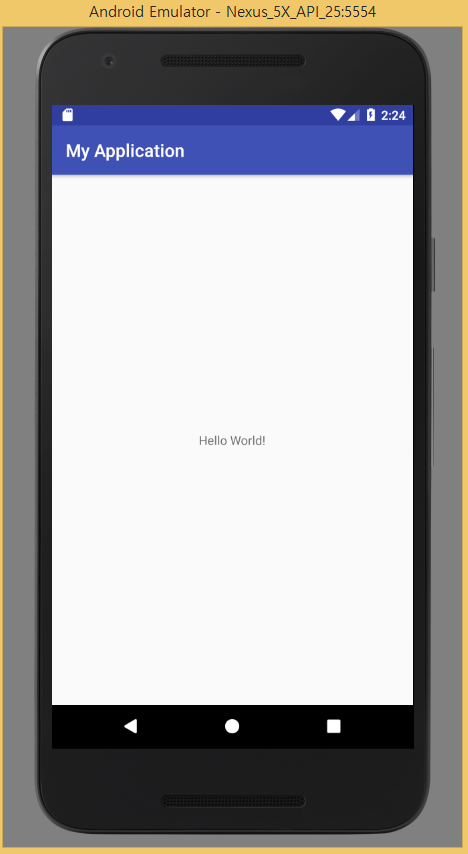 Android Emulator - Nexus_5X_API_25:5554
2:24
My Application
Hello World!